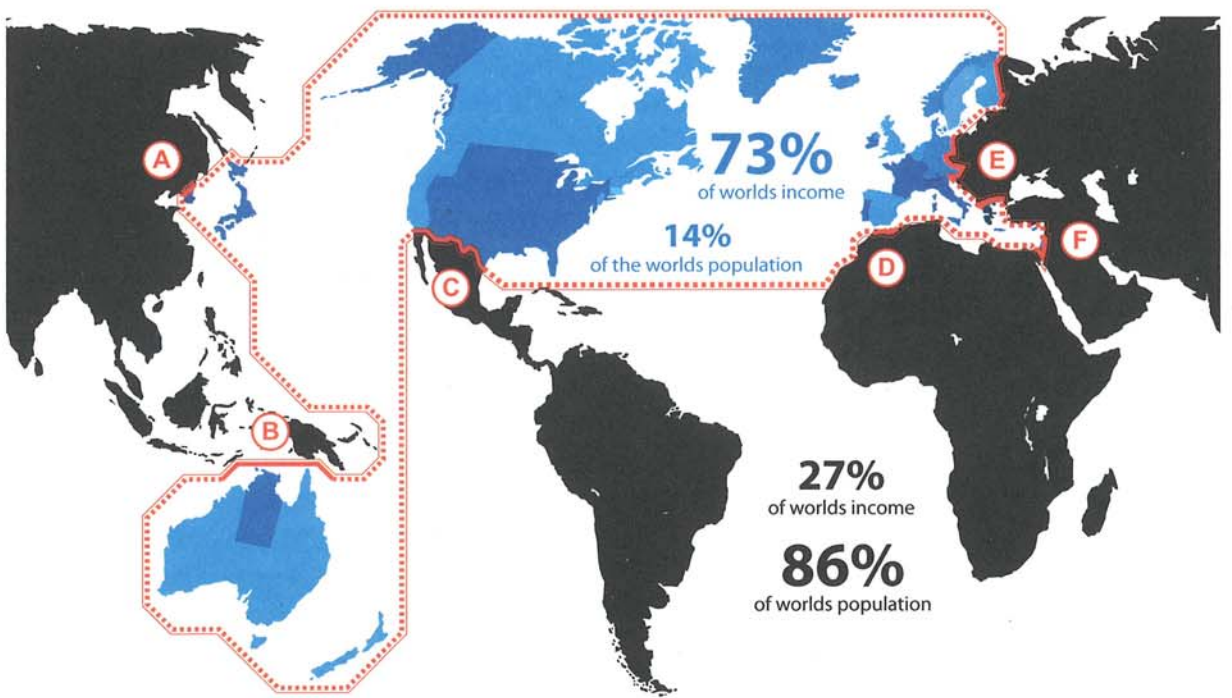 A
B
C
D
E
F
73%
of worlds income
14%
of the worlds population
27%
of worlds income
86%
of worlds population